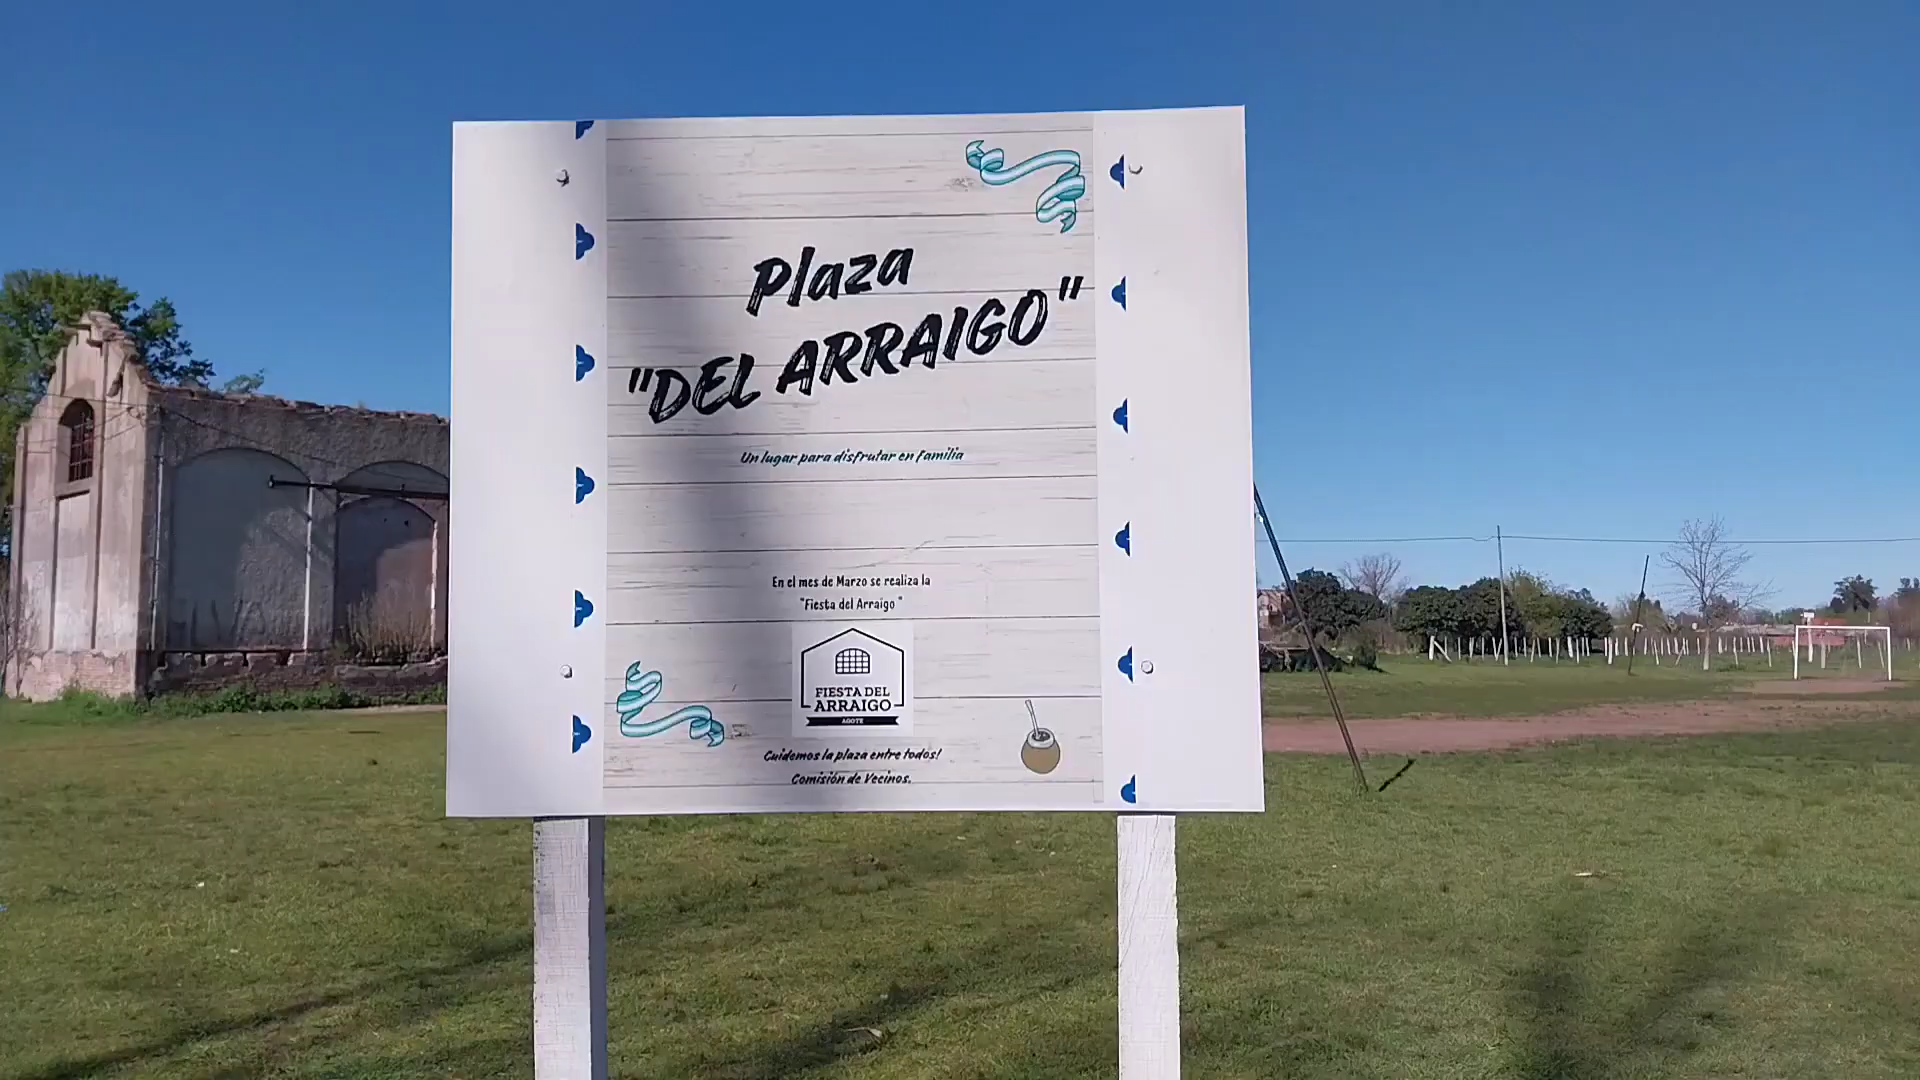 Plaza
"DEL ARRAIGO"
Un lugar para disfrutar en familia
En el mes de Marzo se realiza la
"Fiesta del Arraigo "
FIESTA DEL
ARRAIGO
AGOTE
Cuidemos la plaza entre todos!
Comisión de Vecinos.